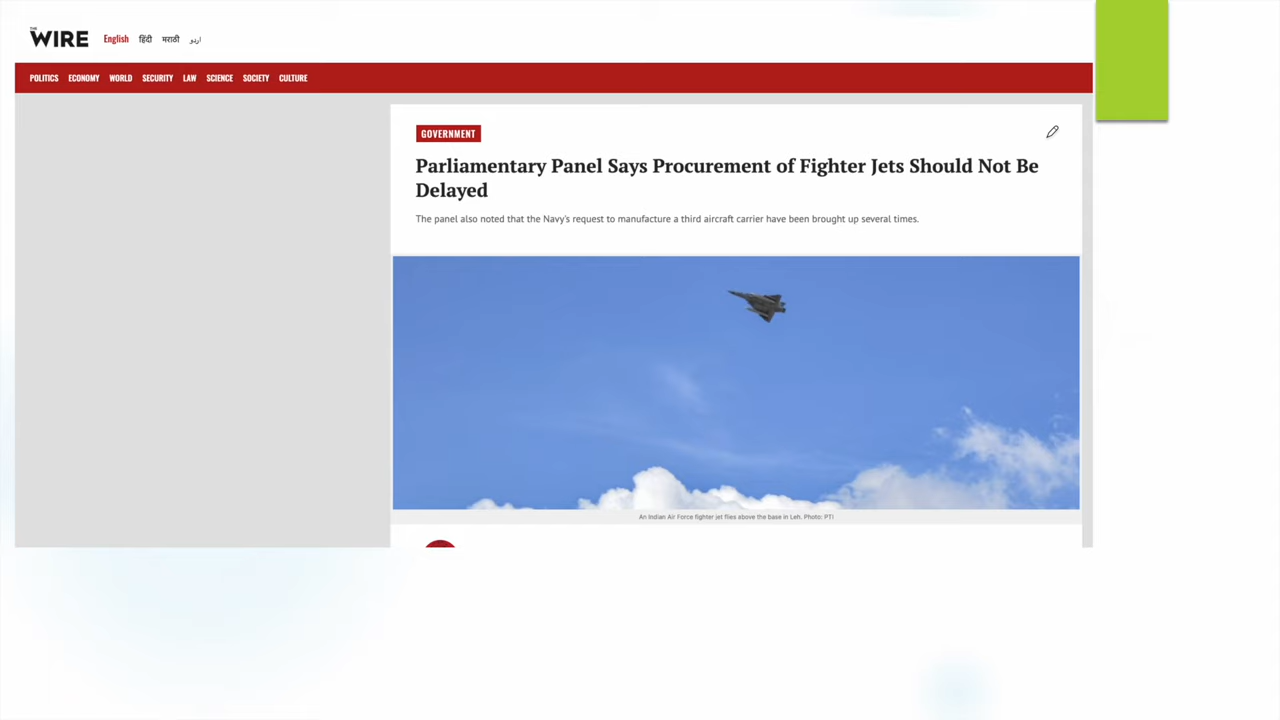 THE
WIRE
English हिंदी मराठी اردو
POLITICS ECONOMY WORLD SECURITY LAW SCIENCE SOCIETY CULTURE
GOVERNMENT
Parliamentary Panel Says Procurement of Fighter Jets Should Not Be
Delayed
The panel also noted that the Navy's request to manufacture a third aircraft carrier have been brought up several times.
An Indian Air Force fighter jet flies above the base in Leh. Photo: PTI